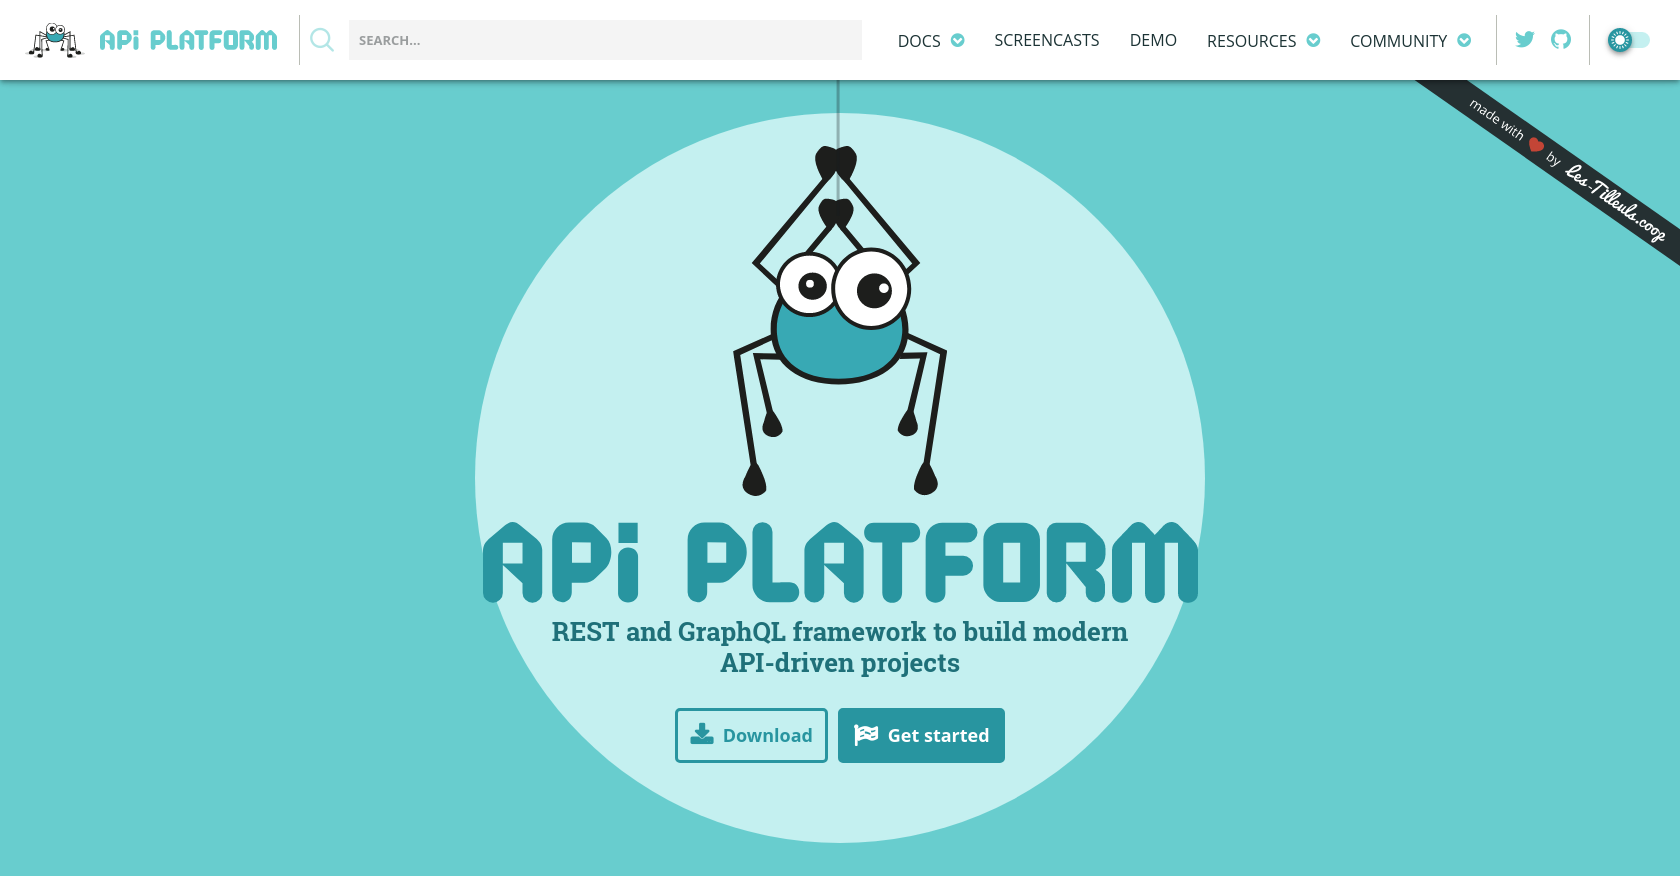 APi PLATFORM
SEARCH...
DOCS
SCREENCASTS
DEMO
RESOURCES
COMMUNITY
made with ❤ by Les-Tilleuls.coop
APi PLATFORM
REST and GraphQL framework to build modern
API-driven projects
Download
Get started